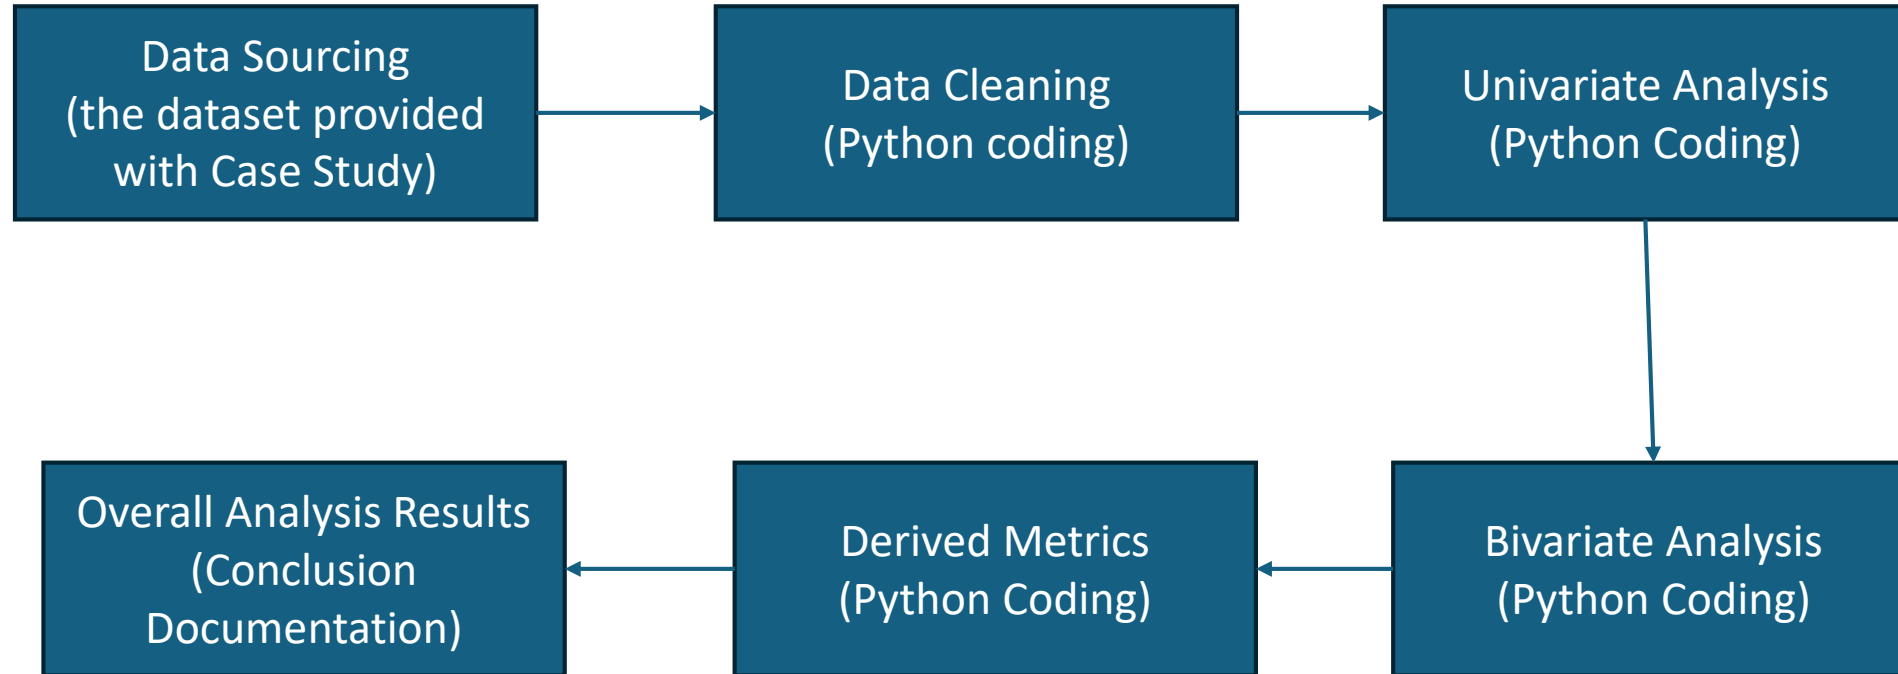 Data Sourcing
(the dataset provided
with Case Study)
Data Cleaning
(Python coding)
Univariate Analysis
(Python Coding)
Bivariate Analysis
(Python Coding)
Derived Metrics
(Python Coding)
Overall Analysis Results
(Conclusion
Documentation)